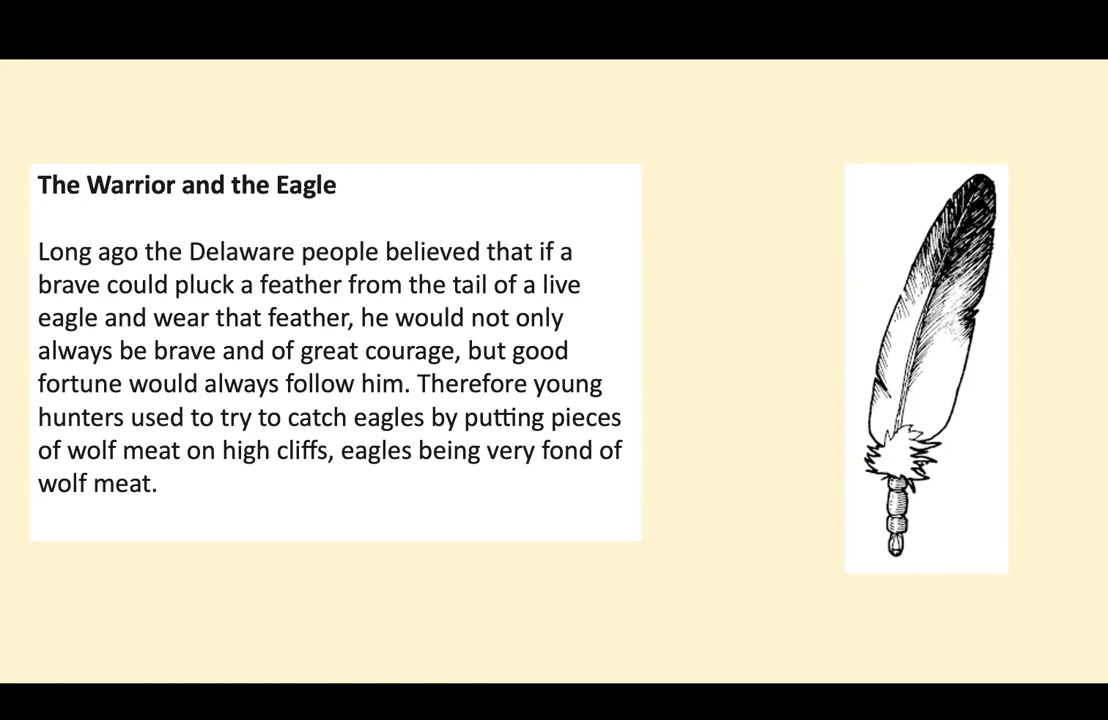 The Warrior and the Eagle
Long ago the Delaware people believed that if a
brave could pluck a feather from the tail of a live
eagle and wear that feather, he would not only
always be brave and of great courage, but good
fortune would always follow him. Therefore young
hunters used to try to catch eagles by putting pieces
of wolf meat on high cliffs, eagles being very fond of
wolf meat.